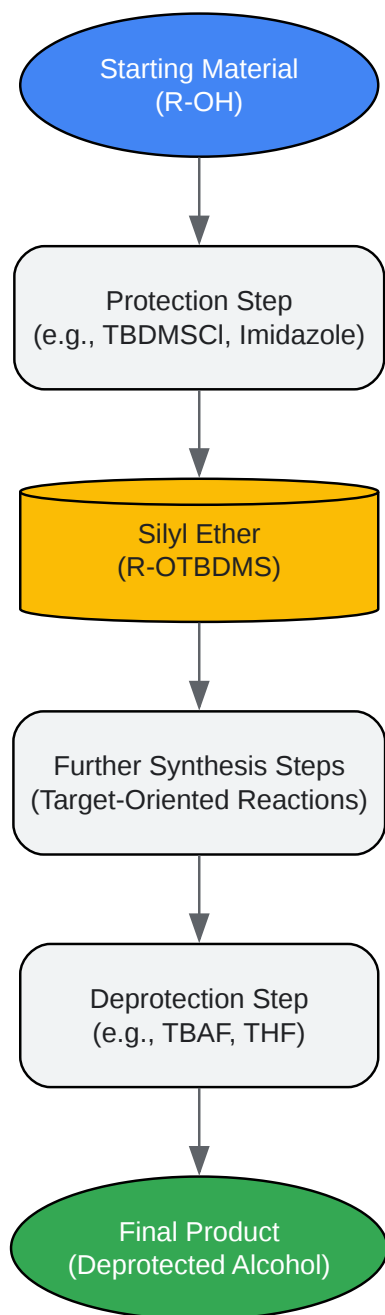 Starting Material
(R-OH)
Protection Step
(e.g., TBDMSCl, Imidazole)
Silyl Ether
(R-OTBDMS)
Further Synthesis Steps
(Target-Oriented Reactions)
Deprotection Step
(e.g., TBAF, THF)
Final Product
(Deprotected Alcohol)